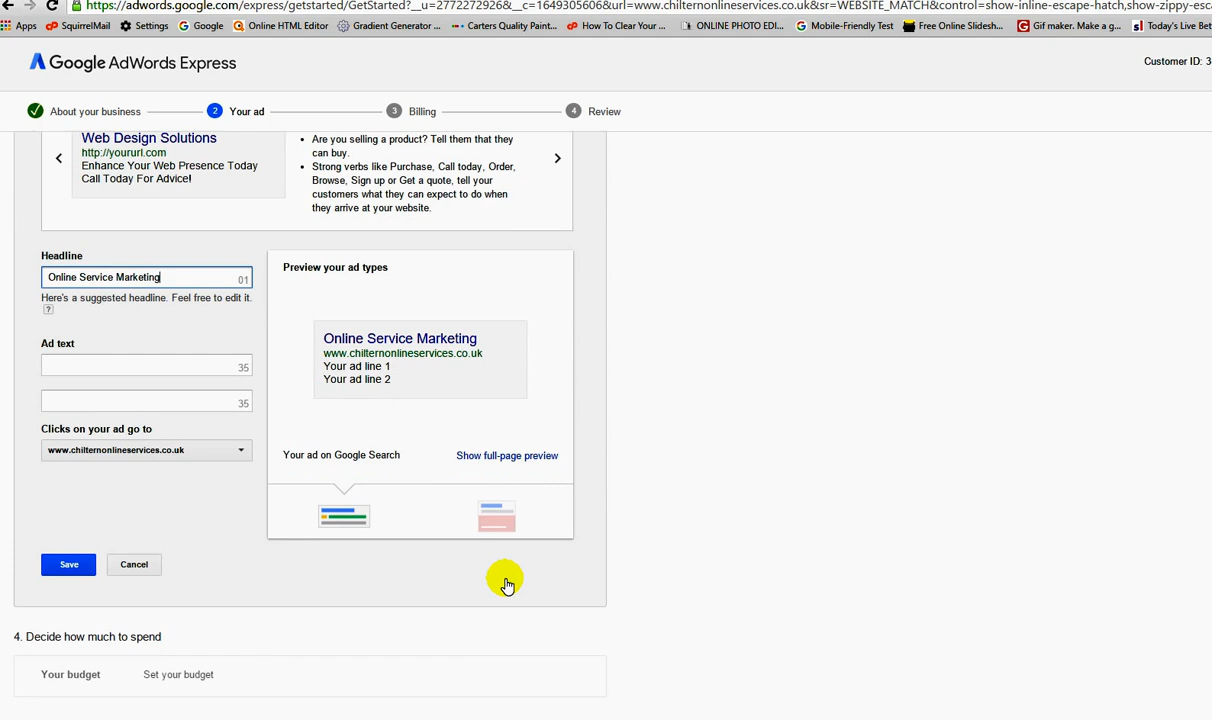 https://adwords.google.com/express/getstarted/GetStarted?__u=2772272926&__c=1649305606&url=www.chilternonlineservices.co.uk&sr=WEBSITE_MATCH&control=show-inline-escape-hatch,show-zippy-esca
Apps SquirrelMail Settings Google Online HTML Editor Gradient Generator ... Carters Quality Paint... How To Clear Your ... ONLINE PHOTO EDI... Mobile-Friendly Test Free Online Slidesh... Gif maker. Make a g... Today's Live Bet
Google AdWords Express
Customer ID: 3
About your business 2 Your ad 3 Billing 4 Review
Web Design Solutions
http://yoururl.com
Enhance Your Web Presence Today
Call Today For Advice!
• Are you selling a product? Tell them that they
can buy.
• Strong verbs like Purchase, Call today, Order,
Browse, Sign up or Get a quote, tell your
customers what they can expect to do when
they arrive at your website.
Headline
Online Service Marketing 01
Here's a suggested headline. Feel free to edit it.
?
Ad text
35
35
Clicks on your ad go to
www.chilternonlineservices.co.uk
Preview your ad types
Online Service Marketing
www.chilternonlineservices.co.uk
Your ad line 1
Your ad line 2
Your ad on Google Search Show full-page preview
Save Cancel
4. Decide how much to spend
Your budget Set your budget